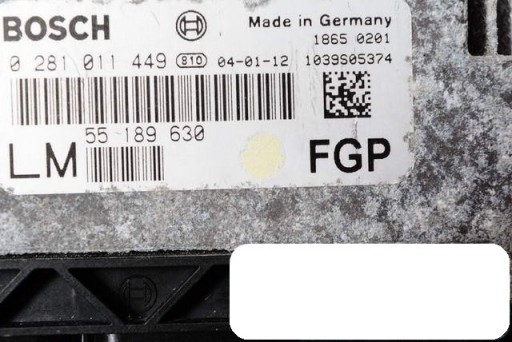 BOSCH
Made in Germany
1865 0201
0 281 011 449 810 04-01-12 1039S05374
55 189 630
LM
FGP